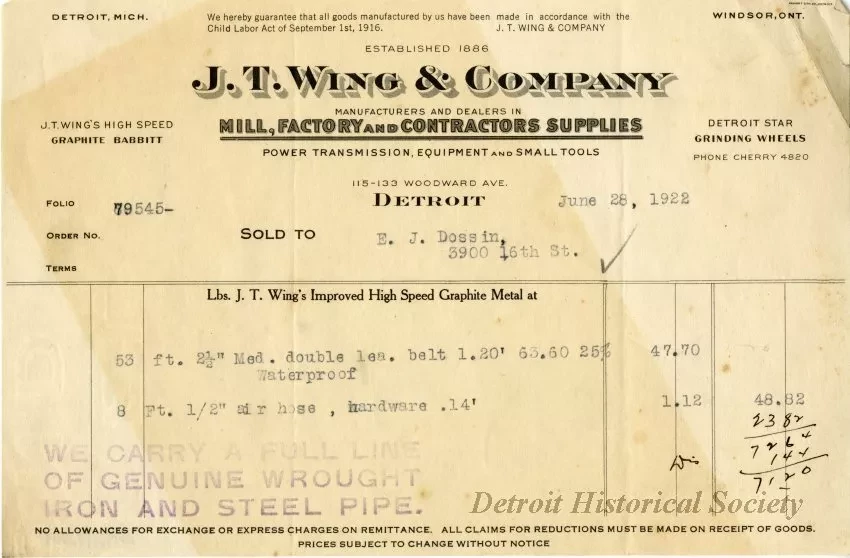 DETROIT, MICH.
We hereby guarantee that all goods manufactured by us have been made in accordance with the
Child Labor Act of September 1st, 1916. J. T. WING & COMPANY
WINDSOR, ONT.
ESTABLISHED 1886
J. T. WING & COMPANY
MANUFACTURERS AND DEALERS IN
MILL, FACTORY AND CONTRACTORS SUPPLIES
POWER TRANSMISSION, EQUIPMENT AND SMALL TOOLS
J.T. WING'S HIGH SPEED
GRAPHITE BABBITT
DETROIT STAR
GRINDING WHEELS
PHONE CHERRY 4820
115-133 WOODWARD AVE.
DETROIT
June 28, 1922
FOLIO 79545-
ORDER NO.
SOLD TO E. J. Dossin,
3900 16th St.
TERMS
Lbs. J. T. Wing's Improved High Speed Graphite Metal at
53 ft. 2½" Med. double lea. belt 1.20' 63.60 25% 47.70
Waterproof
8 Ft. 1/2" air hose , hardware .14' 1.12 48.82
2382
7264
144
7120
WE CARRY A FULL LINE
OF GENUINE WROUGHT
IRON AND STEEL PIPE.
Detroit Historical Society
NO ALLOWANCES FOR EXCHANGE OR EXPRESS CHARGES ON REMITTANCE. ALL CLAIMS FOR REDUCTIONS MUST BE MADE ON RECEIPT OF GOODS.
PRICES SUBJECT TO CHANGE WITHOUT NOTICE